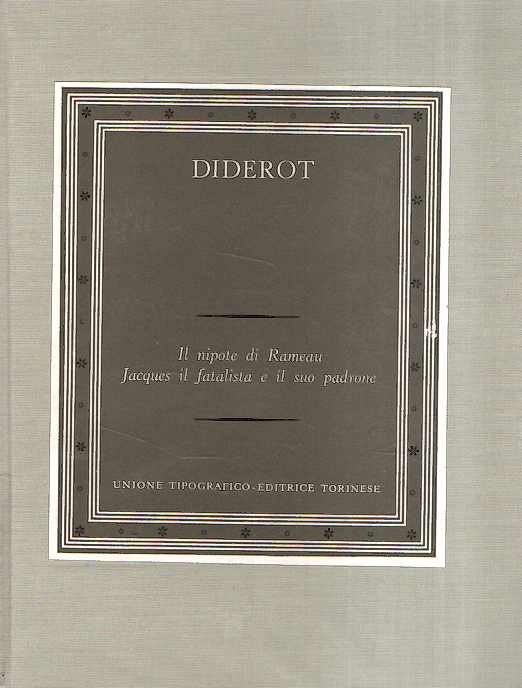 DIDEROT
Il nipote di Rameau
Jacques il fatalista e il suo padrone
UNIONE TIPOGRAFICO-EDITRICE TORINESE